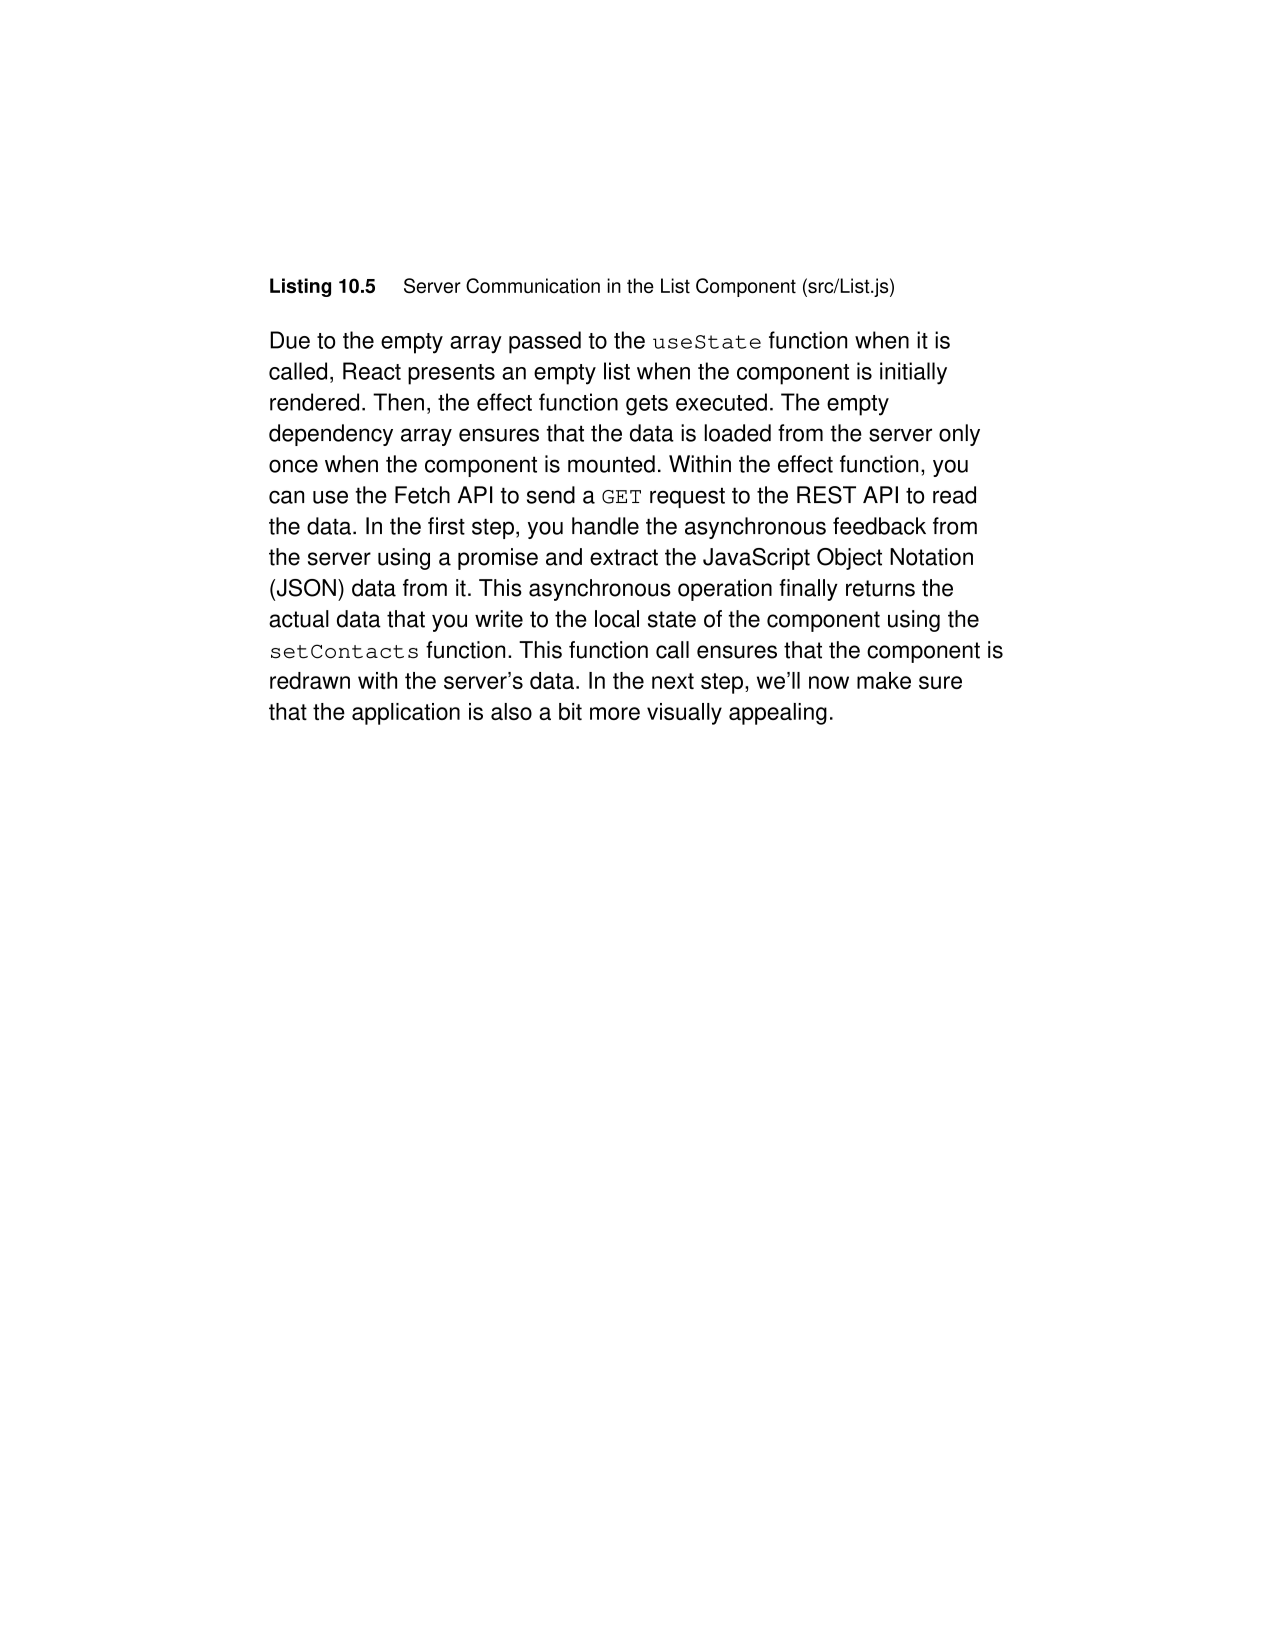 Listing 10.5 Server Communication in the List Component (src/List.js)
Due to the empty array passed to the useState function when it is
called, React presents an empty list when the component is initially
rendered. Then, the effect function gets executed. The empty
dependency array ensures that the data is loaded from the server only
once when the component is mounted. Within the effect function, you
can use the Fetch API to send a GET request to the REST API to read
the data. In the first step, you handle the asynchronous feedback from
the server using a promise and extract the JavaScript Object Notation
(JSON) data from it. This asynchronous operation finally returns the
actual data that you write to the local state of the component using the
setContacts function. This function call ensures that the component is
redrawn with the server’s data. In the next step, we’ll now make sure
that the application is also a bit more visually appealing.